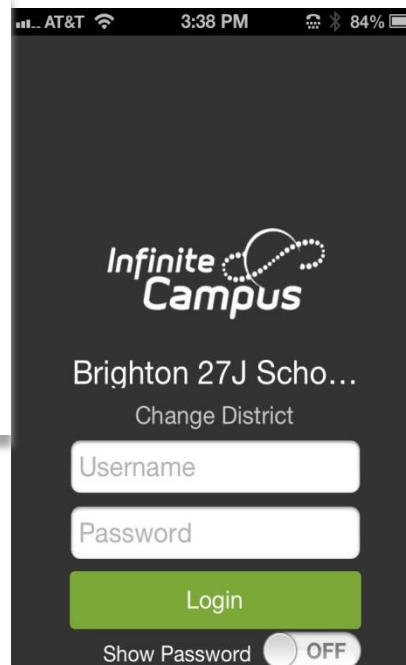 AT&T 3:38 PM 84%
Infinite
Campus
Brighton 27J Scho...
Change District
Username
Password
Login
Show Password OFF